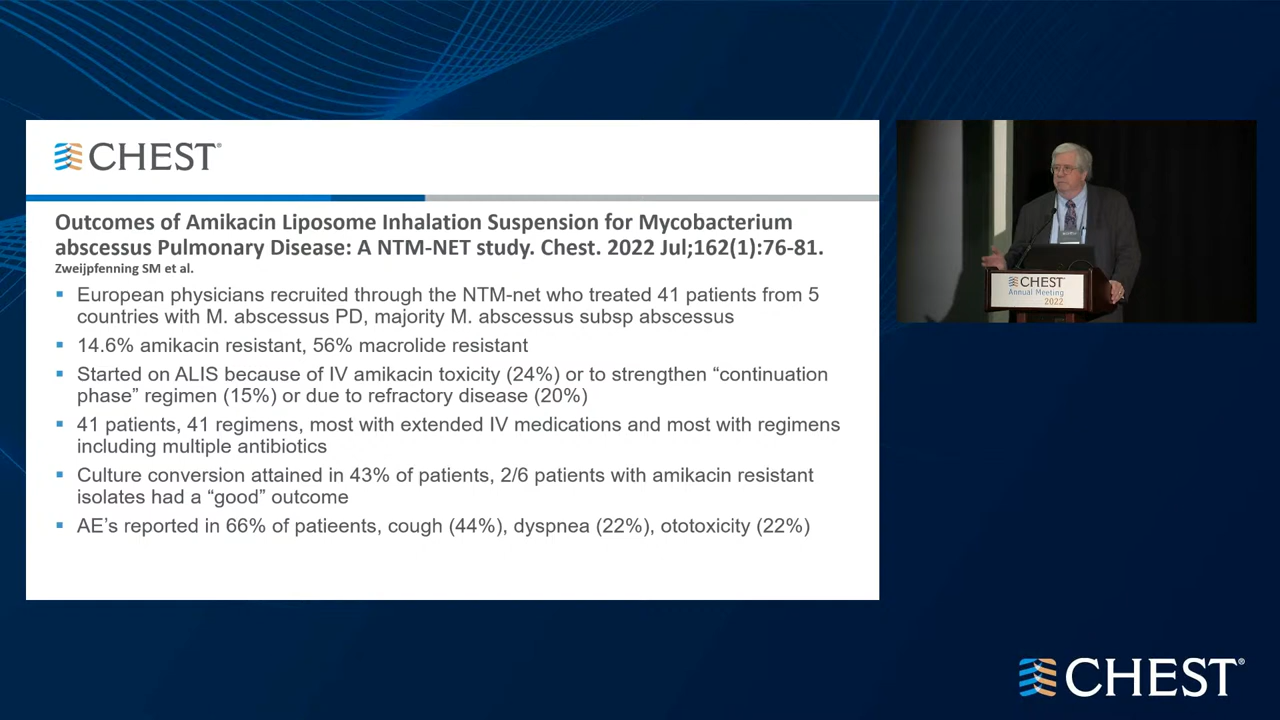 CHEST
Outcomes of Amikacin Liposome Inhalation Suspension for Mycobacterium
abscessus Pulmonary Disease: A NTM-NET study. Chest. 2022 Jul;162(1):76-81.
Zweijpfenning SM et al.
▪ European physicians recruited through the NTM-net who treated 41 patients from 5
countries with M. abscessus PD, majority M. abscessus subsp abscessus
▪ 14.6% amikacin resistant, 56% macrolide resistant
▪ Started on ALIS because of IV amikacin toxicity (24%) or to strengthen “continuation
phase” regimen (15%) or due to refractory disease (20%)
▪ 41 patients, 41 regimens, most with extended IV medications and most with regimens
including multiple antibiotics
▪ Culture conversion attained in 43% of patients, 2/6 patients with amikacin resistant
isolates had a “good” outcome
▪ AE’s reported in 66% of patieents, cough (44%), dyspnea (22%), ototoxicity (22%)
CHEST
Annual Meeting
2022
CHEST®